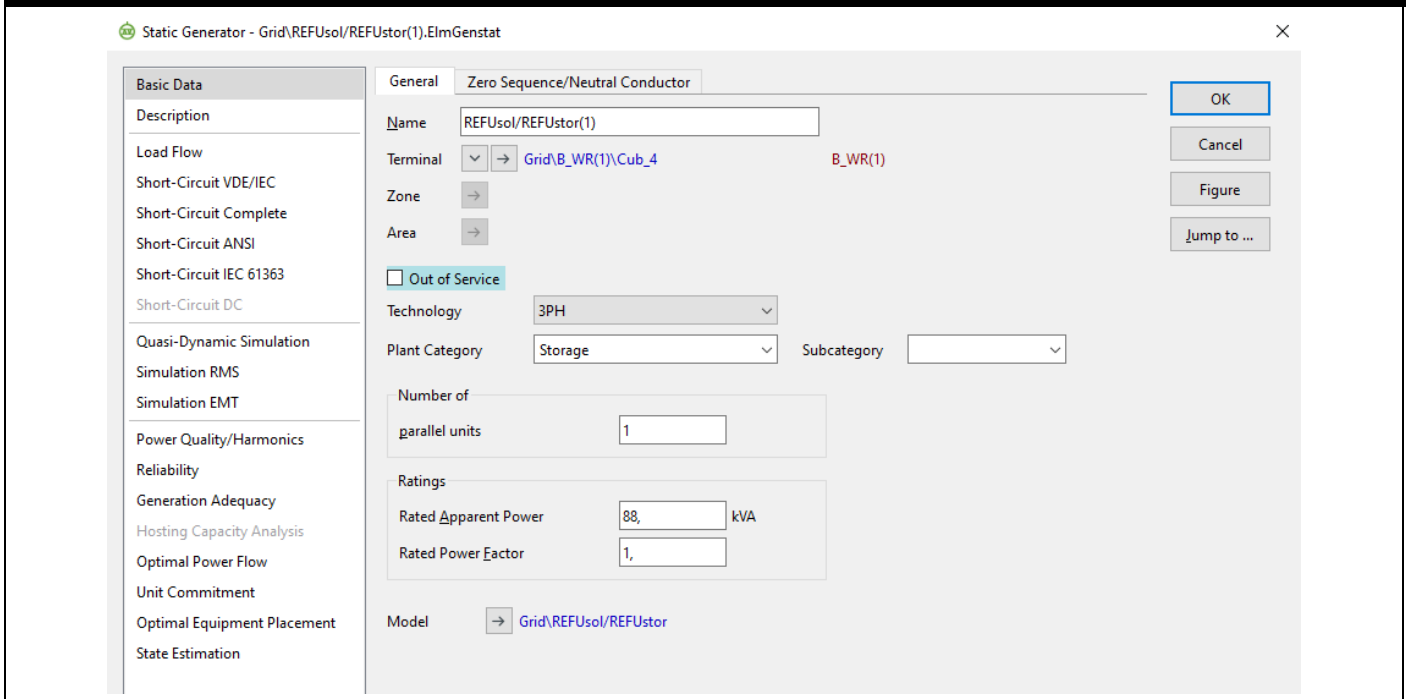 Static Generator - Grid\REFUsol/REFUstor(1).ElmGenstat
Basic Data
Description
Load Flow
Short-Circuit VDE/IEC
Short-Circuit Complete
Short-Circuit ANSI
Short-Circuit IEC 61363
Short-Circuit DC
Quasi-Dynamic Simulation
Simulation RMS
Simulation EMT
Power Quality/Harmonics
Reliability
Generation Adequacy
Hosting Capacity Analysis
Optimal Power Flow
Unit Commitment
Optimal Equipment Placement
State Estimation
General Zero Sequence/Neutral Conductor
Name REFUsol/REFUstor(1)
Terminal Grid\B_WR(1)\Cub_4 B_WR(1)
Zone
Area
Out of Service
Technology 3PH
Plant Category Storage Subcategory
Number of
parallel units 1
Ratings
Rated Apparent Power 88, kVA
Rated Power Factor 1,
Model Grid\REFUsol/REFUstor
OK
Cancel
Figure
Jump to ...